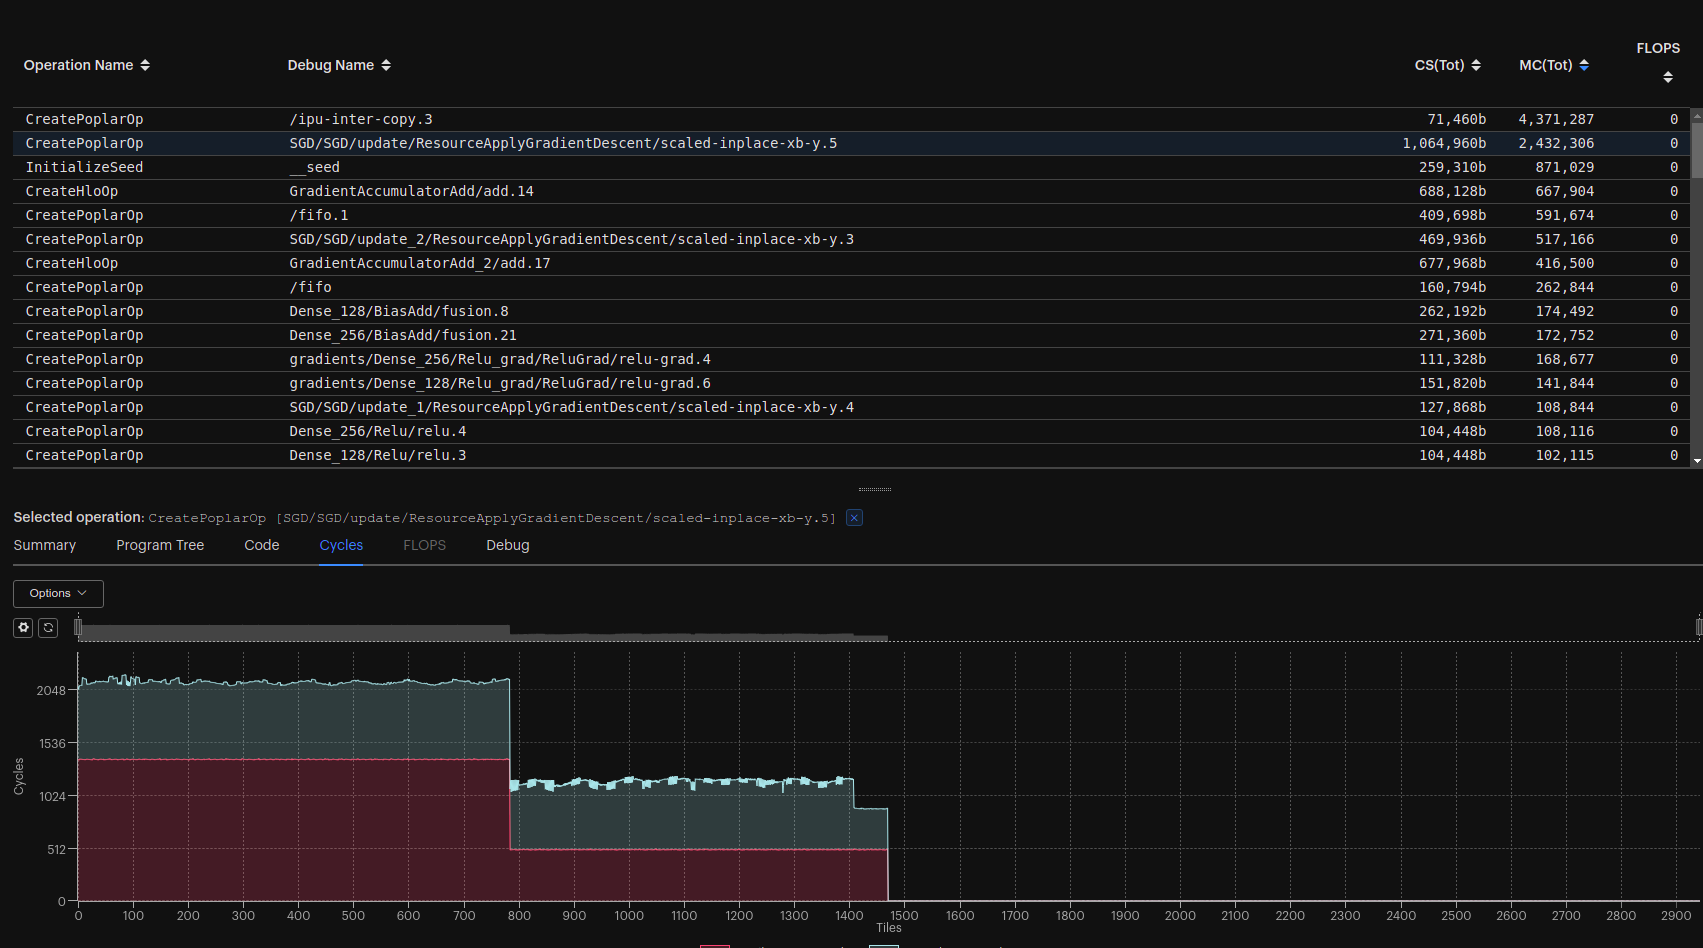 FLOPS
Operation Name Debug Name CS(Tot) MC(Tot)
CreatePoplarOp /ipu-inter-copy.3 71,460b 4,371,287 0
CreatePoplarOp SGD/SGD/update/ResourceApplyGradientDescent/scaled-inplace-xb-y.5 1,064,960b 2,432,306 0
InitializeSeed __seed 259,310b 871,029 0
CreateHloOp GradientAccumulatorAdd/add.14 688,128b 667,904 0
CreatePoplarOp /fifo.1 409,698b 591,674 0
CreatePoplarOp SGD/SGD/update_2/ResourceApplyGradientDescent/scaled-inplace-xb-y.3 469,936b 517,166 0
CreateHloOp GradientAccumulatorAdd_2/add.17 677,968b 416,500 0
CreatePoplarOp /fifo 160,794b 262,844 0
CreatePoplarOp Dense_128/BiasAdd/fusion.8 262,192b 174,492 0
CreatePoplarOp Dense_256/BiasAdd/fusion.21 271,360b 172,752 0
CreatePoplarOp gradients/Dense_256/Relu_grad/ReluGrad/relu-grad.4 111,328b 168,677 0
CreatePoplarOp gradients/Dense_128/Relu_grad/ReluGrad/relu-grad.6 151,820b 141,844 0
CreatePoplarOp SGD/SGD/update_1/ResourceApplyGradientDescent/scaled-inplace-xb-y.4 127,868b 108,844 0
CreatePoplarOp Dense_256/Relu/relu.4 104,448b 108,116 0
CreatePoplarOp Dense_128/Relu/relu.3 104,448b 102,115 0
Selected operation: CreatePoplarOp [SGD/SGD/update/ResourceApplyGradientDescent/scaled-inplace-xb-y.5]
Summary Program Tree Code Cycles FLOPS Debug
Options
2048
1536
1024
512
0
Cycles
0 100 200 300 400 500 600 700 800 900 1000 1100 1200 1300 1400 1500 1600 1700 1800 1900 2000 2100 2200 2300 2400 2500 2600 2700 2800 2900
Tiles